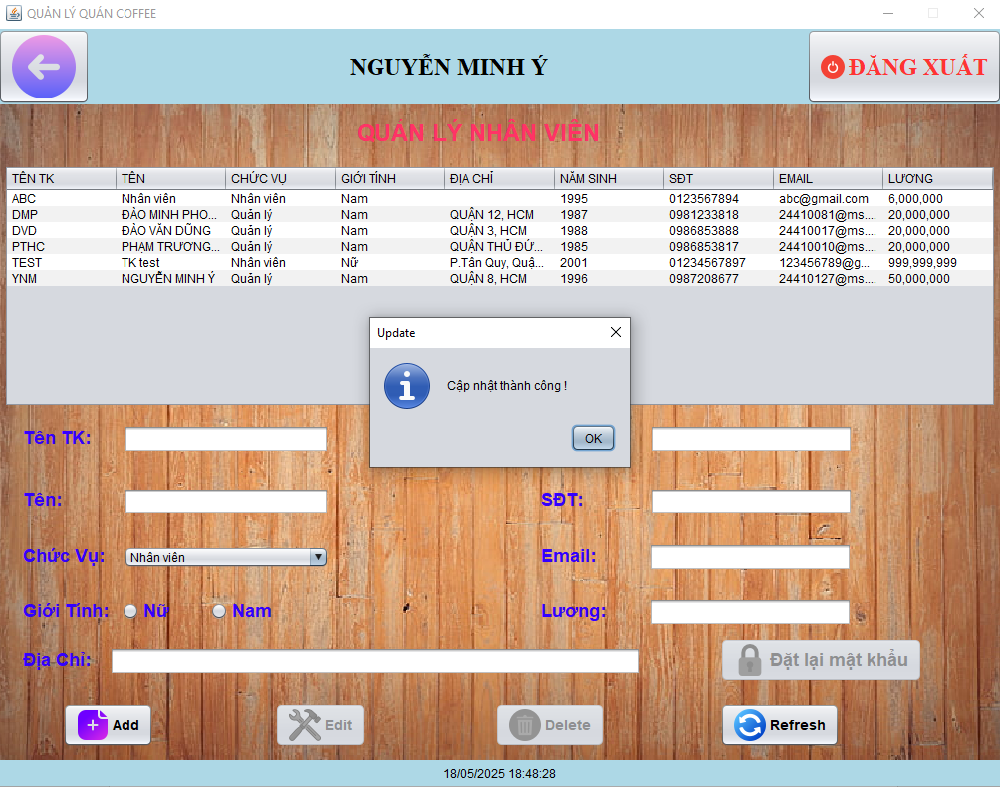 QUẢN LÝ QUÁN COFFEE
NGUYỄN MINH Ý
ĐĂNG XUẤT
QUẢN LÝ NHÂN VIÊN
TÊN TK TÊN CHỨC VỤ GIỚI TÍNH ĐỊA CHỈ NĂM SINH SĐT EMAIL LƯƠNG
ABC Nhân viên Nhân viên Nam 1995 0123567894 abc@gmail.com 6,000,000
DMP ĐÀO MINH PHO... Quản lý Nam QUẬN 12, HCM 1987 0981233818 24410081@ms.... 20,000,000
DVD ĐÀO VĂN DŨNG Quản lý Nam QUẬN 3, HCM 1988 0986853888 24410017@ms.... 20,000,000
PTHC PHẠM TRƯƠNG... Quản lý Nam QUẬN THỦ ĐỨ... 1985 0986853817 24410010@ms.... 20,000,000
TEST TK test Nhân viên Nữ P.Tân Quy, Quậ... 2001 01234567897 123456789@g... 999,999,999
YNM NGUYỄN MINH Ý Quản lý Nam QUẬN 8, HCM 1996 0987208677 24410127@ms.... 50,000,000
Update
Cập nhật thành công !
OK
Tên TK:
Tên: SĐT:
Chức Vụ: Nhân viên Email:
Giới Tính: Nữ Nam Lương:
Địa Chỉ: Đặt lại mật khẩu
Add Edit Delete Refresh
18/05/2025 18:48:28